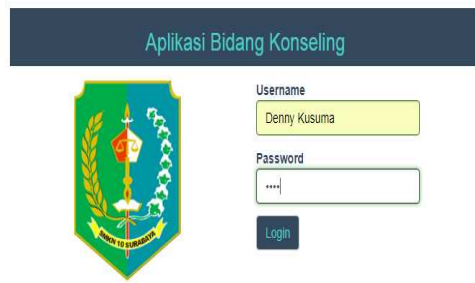 Aplikasi Bidang Konseling
Username
Denny Kusuma
Password
····
Login
SMKN 10 SURABAYA